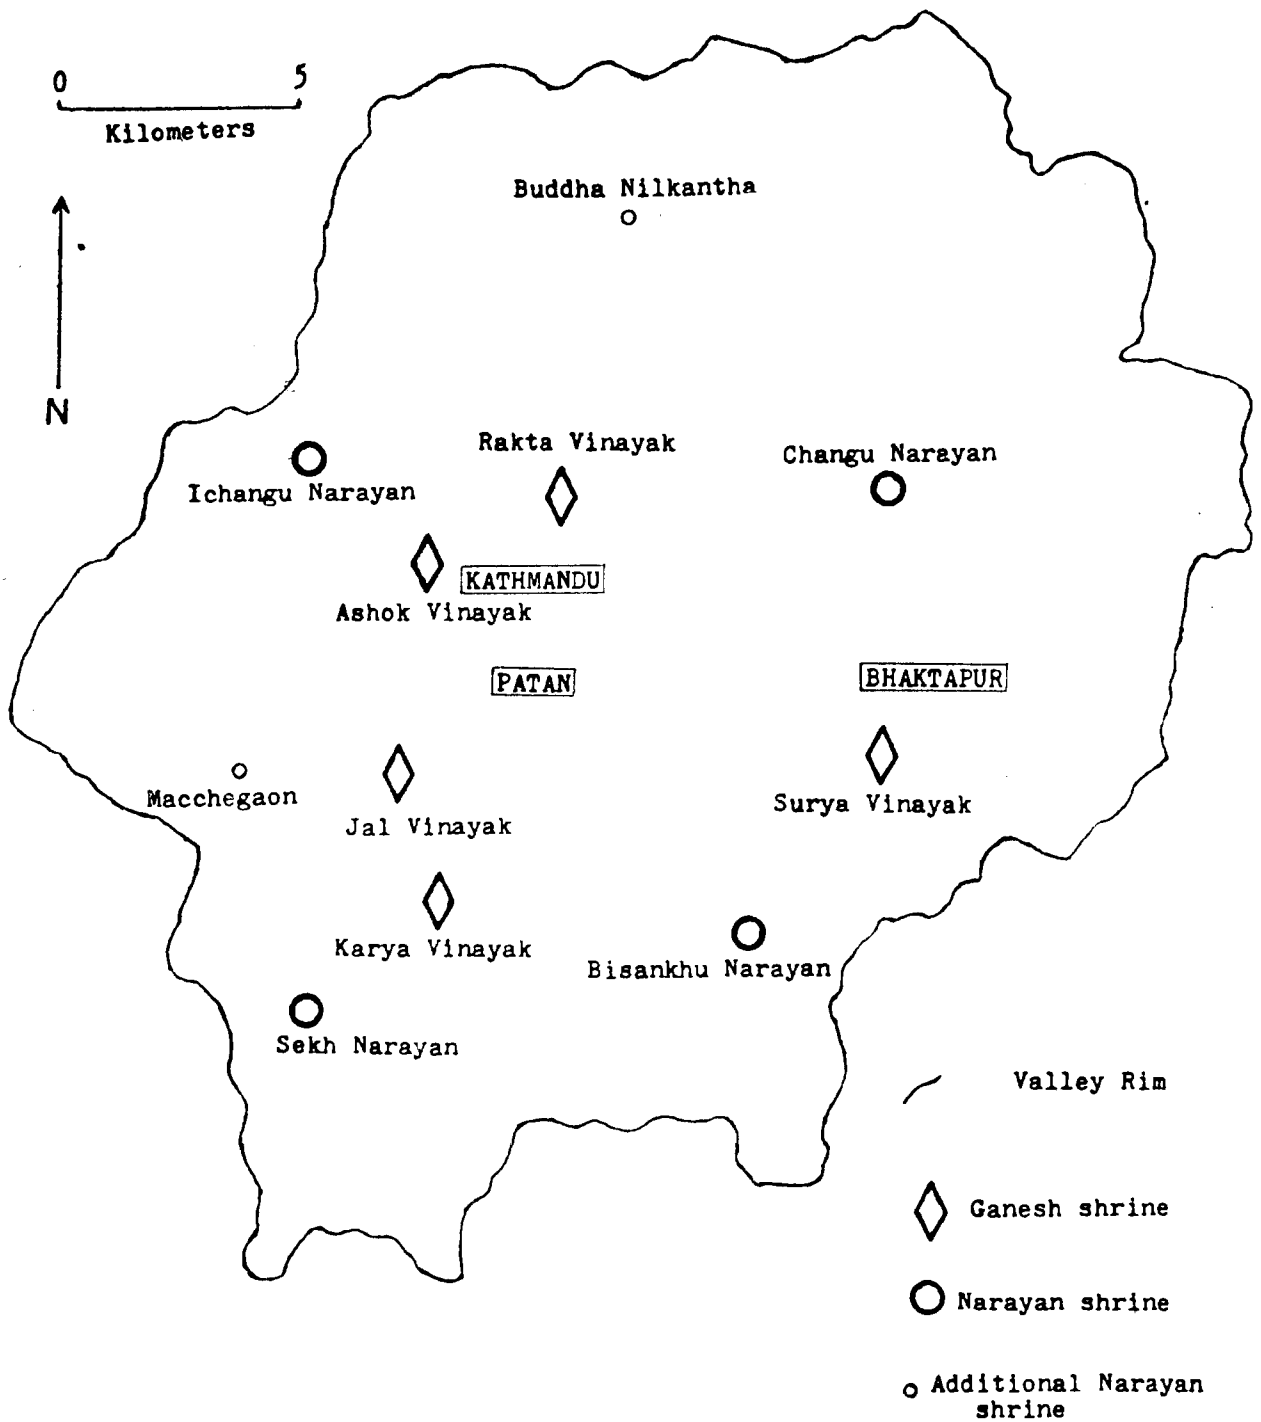 0 5
Kilometers
N
Buddha Nilkantha
Rakta Vinayak
Changu Narayan
Ichangu Narayan
KATHMANDU
Ashok Vinayak
PATAN
BHAKTAPUR
Macchegaon
Surya Vinayak
Jal Vinayak
Karya Vinayak
Bisankhu Narayan
Sekh Narayan
Valley Rim
Ganesh shrine
Narayan shrine
Additional Narayan
shrine